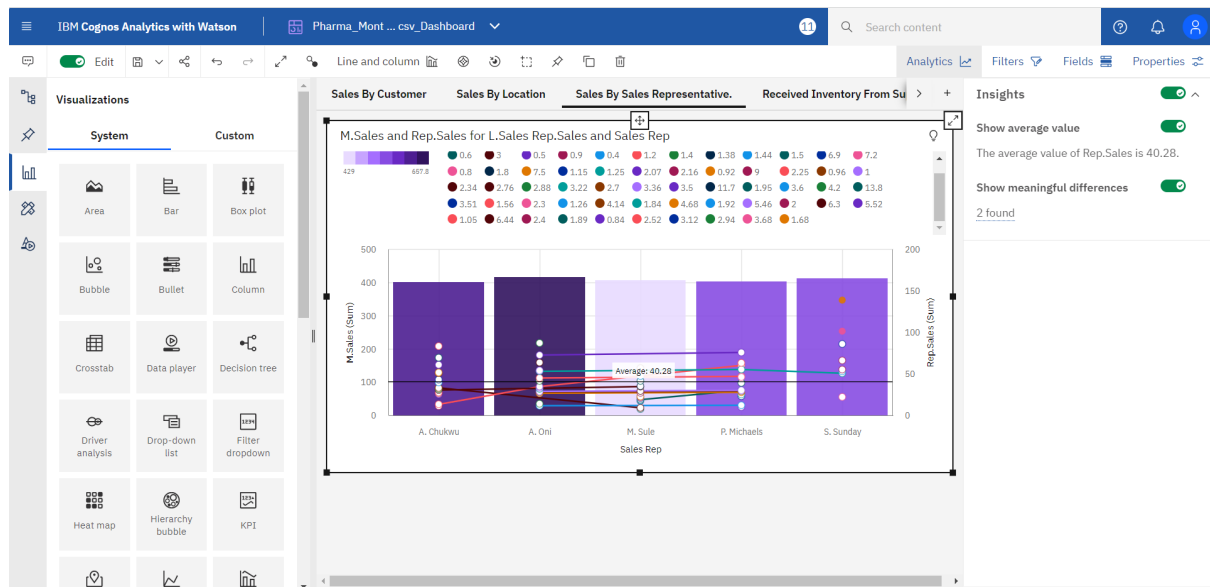 IBM Cognos Analytics with Watson
Pharma_Mont ... csv_Dashboard
11
Search content
Edit
Line and column
Analytics
Filters
Fields
Properties
Visualizations
System
Custom
Area
Bar
Box plot
Bubble
Bullet
Column
Crosstab
Data player
Decision tree
Driver
analysis
Drop-down
list
Filter
dropdown
Heat map
Hierarchy
bubble
KPI
Sales By Customer
Sales By Location
Sales By Sales Representative.
Received Inventory From Su
M.Sales and Rep.Sales for L.Sales Rep.Sales and Sales Rep
429 657.8
0.6 3 0.5 0.9 0.4 1.2 1.4 1.38 1.44 1.5 6.9 7.2
0.8 1.8 7.5 1.15 1.25 2.07 2.16 0.92 9 2.25 0.96 1
2.34 2.76 2.88 3.22 2.7 3.36 3.5 11.7 1.95 3.6 4.2 13.8
3.51 1.56 2.3 1.26 4.14 1.84 4.68 1.92 5.46 2 6.3 5.52
1.05 6.44 2.4 1.89 0.84 2.52 3.12 2.94 3.68 1.68
M.Sales (Sum)
500
400
300
200
100
0
Average: 40.28
200
150
100
50
0
Rep.Sales (Sum)
A. Chukwu A. Oni M. Sule P. Michaels S. Sunday
Sales Rep
Insights
Show average value
The average value of Rep.Sales is 40.28.
Show meaningful differences
2 found